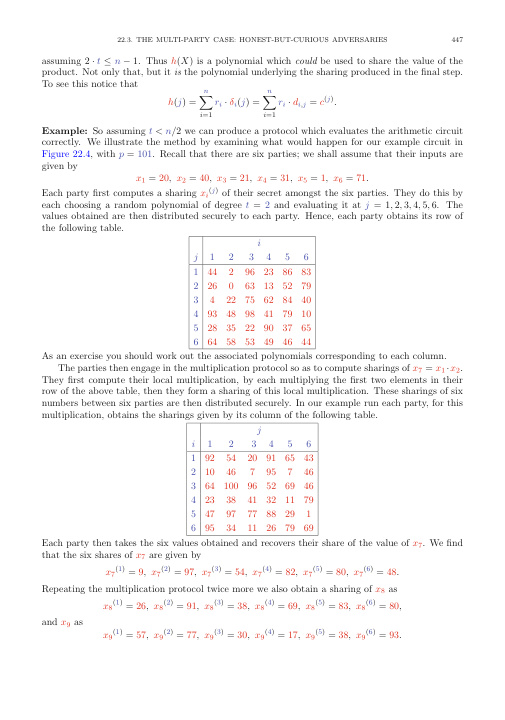 22.3. THE MULTI-PARTY CASE: HONEST-BUT-CURIOUS ADVERSARIES 447
assuming 2 · t ≤ n − 1. Thus h(X) is a polynomial which could be used to share the value of the
product. Not only that, but it is the polynomial underlying the sharing produced in the final step.
To see this notice that
h(j) = ∑_{i=1}^{n} r_i · δ_i(j) = ∑_{i=1}^{n} r_i · d_{i,j} = c^{(j)}.
Example: So assuming t < n/2 we can produce a protocol which evaluates the arithmetic circuit
correctly. We illustrate the method by examining what would happen for our example circuit in
Figure 22.4, with p = 101. Recall that there are six parties; we shall assume that their inputs are
given by
x_1 = 20, x_2 = 40, x_3 = 21, x_4 = 31, x_5 = 1, x_6 = 71.
Each party first computes a sharing x_i^{(j)} of their secret amongst the six parties. They do this by
each choosing a random polynomial of degree t = 2 and evaluating it at j = 1, 2, 3, 4, 5, 6. The
values obtained are then distributed securely to each party. Hence, each party obtains its row of
the following table.
i
j 1 2 3 4 5 6
1 44 2 96 23 86 83
2 26 0 63 13 52 79
3 4 22 75 62 84 40
4 93 48 98 41 79 10
5 28 35 22 90 37 65
6 64 58 53 49 46 44
As an exercise you should work out the associated polynomials corresponding to each column.
The parties then engage in the multiplication protocol so as to compute sharings of x_7 = x_1 · x_2.
They first compute their local multiplication, by each multiplying the first two elements in their
row of the above table, then they form a sharing of this local multiplication. These sharings of six
numbers between six parties are then distributed securely. In our example run each party, for this
multiplication, obtains the sharings given by its column of the following table.
j
i 1 2 3 4 5 6
1 92 54 20 91 65 43
2 10 46 7 95 7 46
3 64 100 96 52 69 46
4 23 38 41 32 11 79
5 47 97 77 88 29 1
6 95 34 11 26 79 69
Each party then takes the six values obtained and recovers their share of the value of x_7. We find
that the six shares of x_7 are given by
x_7^{(1)} = 9, x_7^{(2)} = 97, x_7^{(3)} = 54, x_7^{(4)} = 82, x_7^{(5)} = 80, x_7^{(6)} = 48.
Repeating the multiplication protocol twice more we also obtain a sharing of x_8 as
x_8^{(1)} = 26, x_8^{(2)} = 91, x_8^{(3)} = 38, x_8^{(4)} = 69, x_8^{(5)} = 83, x_8^{(6)} = 80,
and x_9 as
x_9^{(1)} = 57, x_9^{(2)} = 77, x_9^{(3)} = 30, x_9^{(4)} = 17, x_9^{(5)} = 38, x_9^{(6)} = 93.